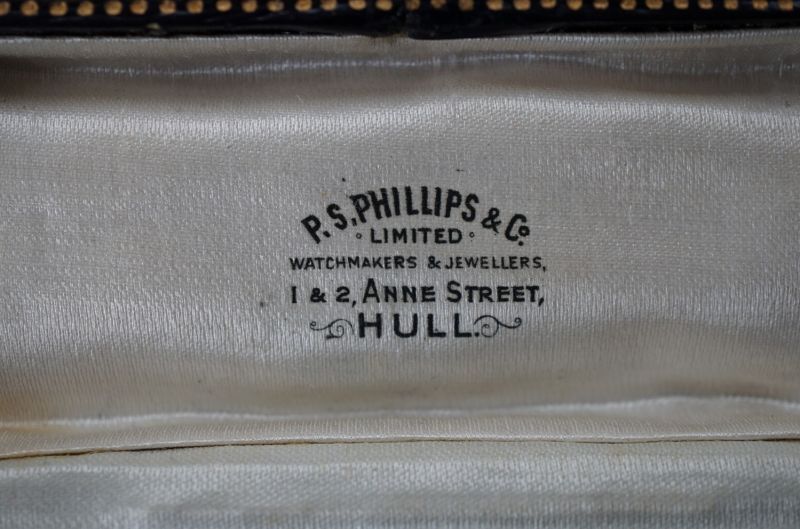 P. S. PHILLIPS & Co.
LIMITED
WATCHMAKERS & JEWELLERS,
1 & 2, ANNE STREET,
HULL.